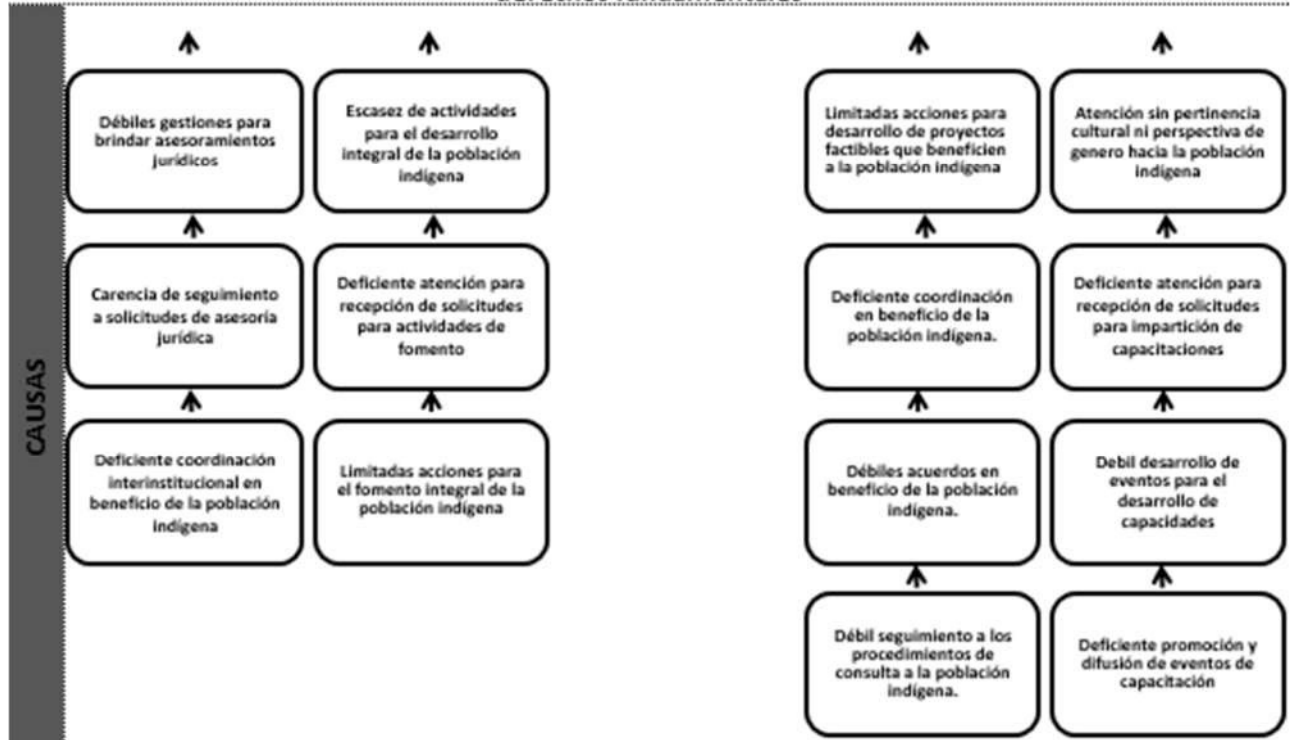 derechos fundamentales
CAUSAS
Débiles gestiones para
brindar asesoramientos
jurídicos
Escasez de actividades
para el desarrollo
integral de la población
indígena
Limitadas acciones para
desarrollo de proyectos
factibles que beneficien
a la población indígena
Atención sin pertinencia
cultural ni perspectiva de
genero hacia la población
indígena
Carencia de seguimiento
a solicitudes de asesoría
jurídica
Deficiente atención para
recepción de solicitudes
para actividades de
fomento
Deficiente coordinación
en beneficio de la
población indígena.
Deficiente atención para
recepción de solicitudes
para impartición de
capacitaciones
Deficiente coordinación
interinstitucional en
beneficio de la población
indígena
Limitadas acciones para
el fomento integral de la
población indígena
Débiles acuerdos en
beneficio de la población
indígena.
Debil desarrollo de
eventos para el
desarrollo de
capacidades
Débil seguimiento a los
procedimientos de
consulta a la población
indígena.
Deficiente promoción y
difusión de eventos de
capacitación